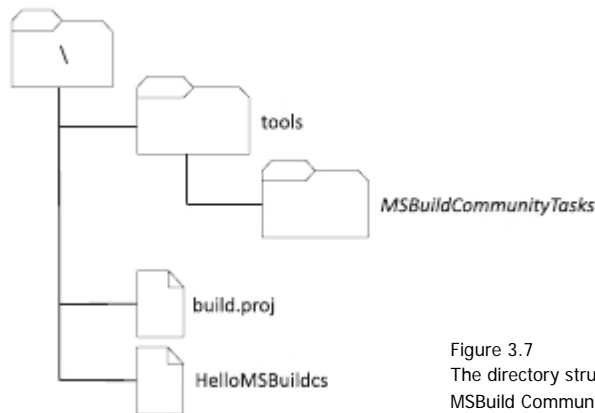 \
tools
MSBuildCommunityTasks
build.proj
HelloMSBuildcs
Figure 3.7
The directory stru
MSBuild Commun